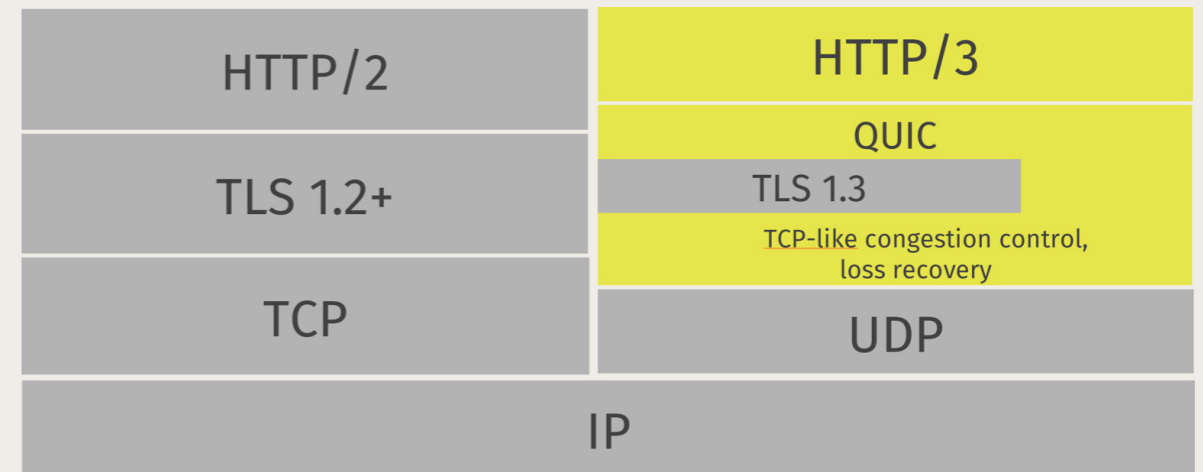 HTTP/2
TLS 1.2+
TCP
HTTP/3
QUIC
TLS 1.3
TCP-like congestion control,
loss recovery
UDP
IP